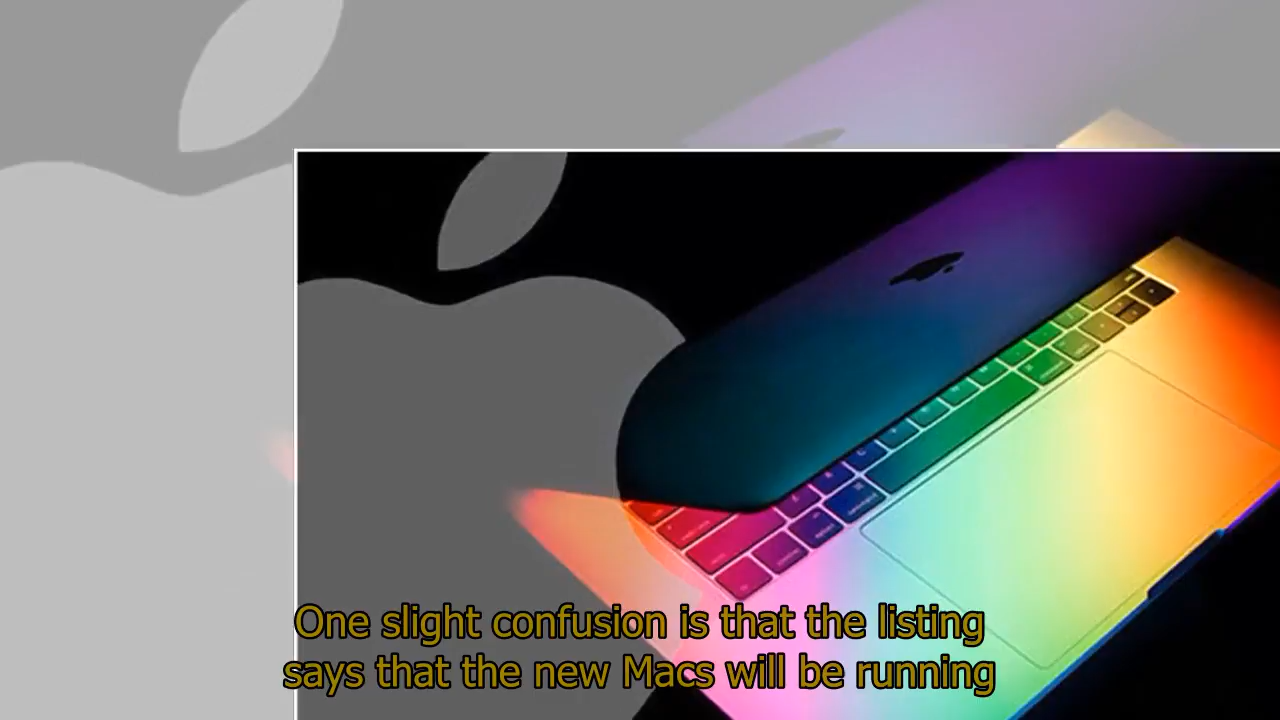 One slight confusion is that the listing
says that the new Macs will be running